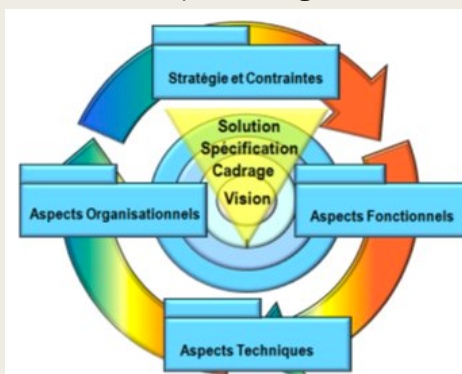 Stratégie et Contraintes
Solution
Spécification
Cadrage
Vision
Aspects Organisationnels
Aspects Fonctionnels
Aspects Techniques